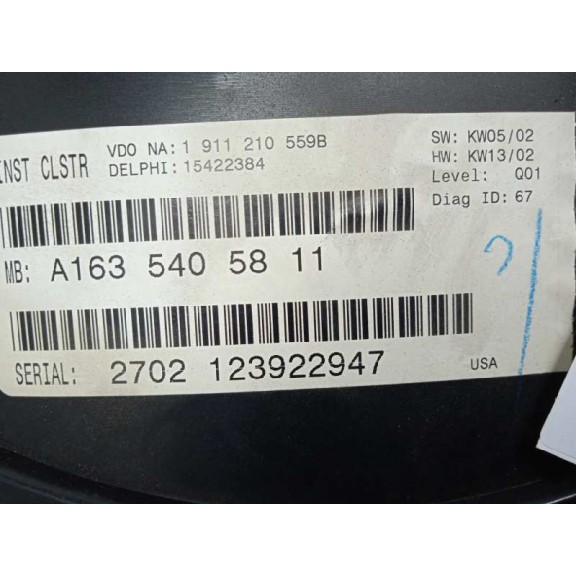 INST CLSTR
VDO NA: 1 911 210 559B
DELPHI: 15422384
SW: KW05/02
HW: KW13/02
Level: Q01
Diag ID: 67
MB: A163 540 58 11
SERIAL: 2702 123922947
USA